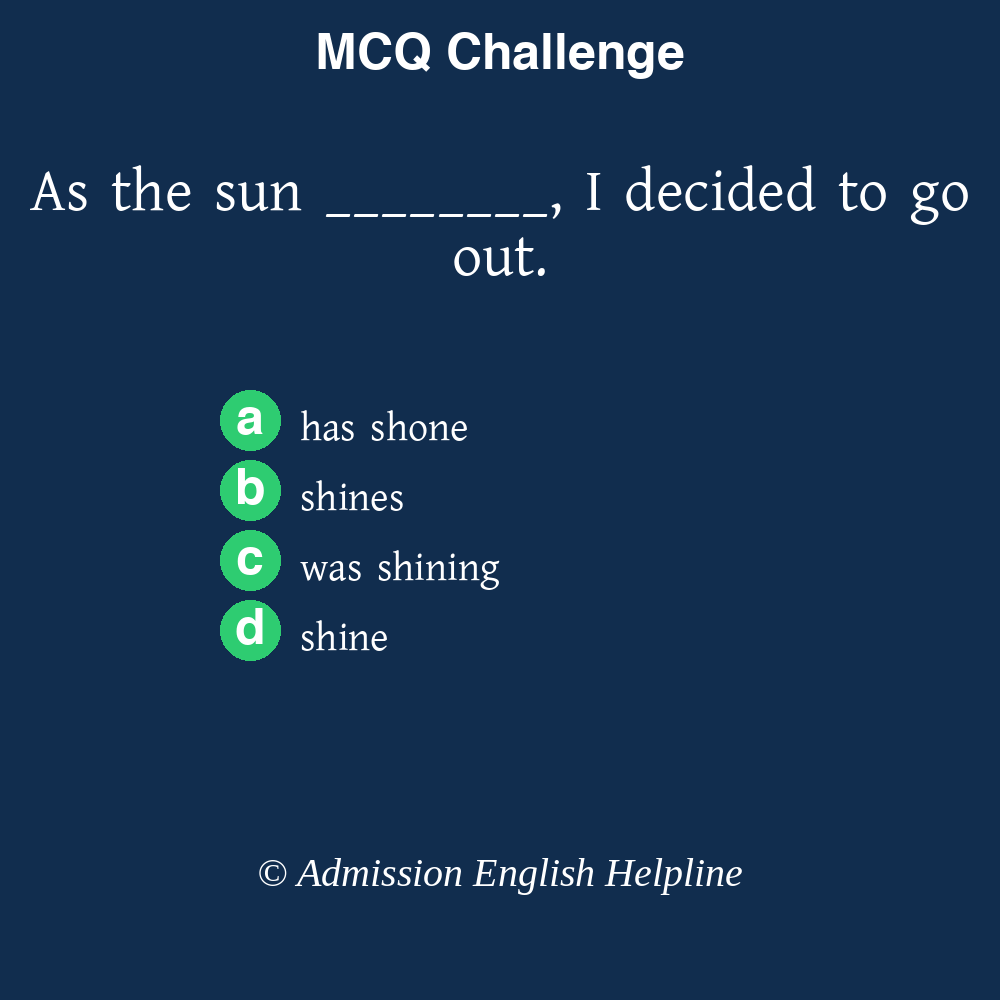 MCQ Challenge
As the sun ________, I decided to go
out.
a has shone
b shines
c was shining
d shine
© Admission English Helpline